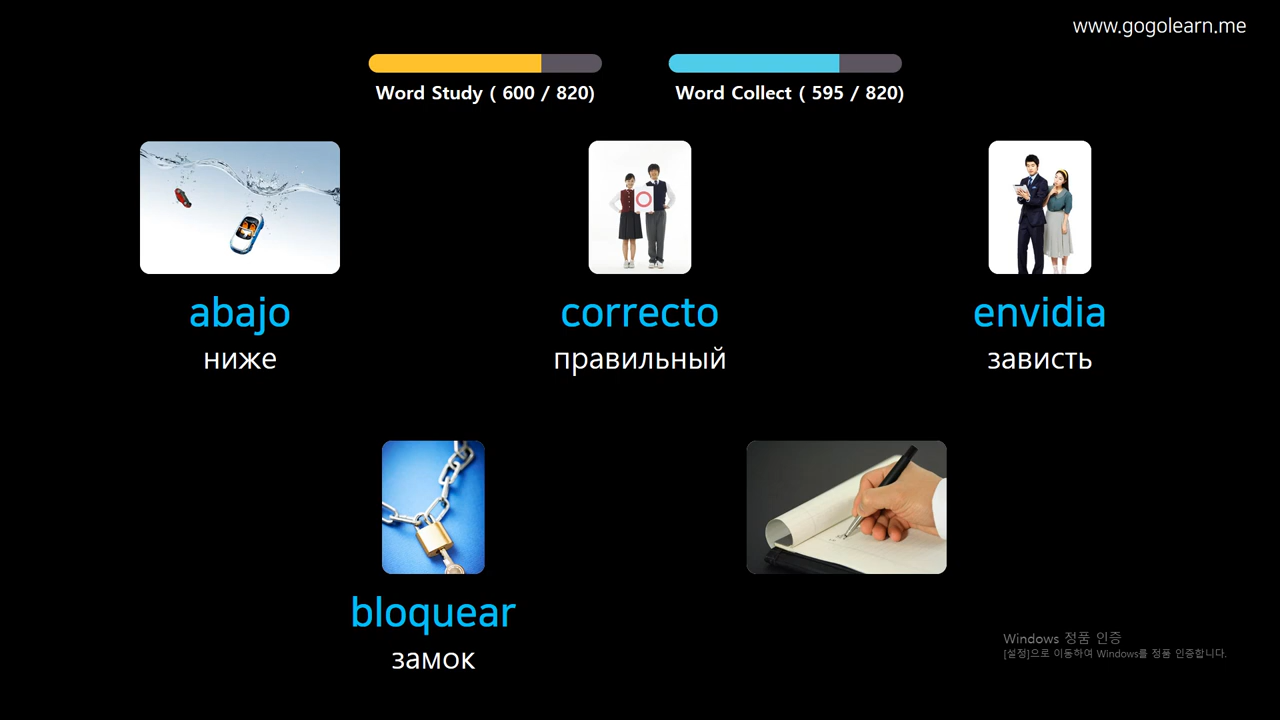 www.gogolearn.me
Word Study ( 600 / 820)
Word Collect ( 595 / 820)
abajo
ниже
correcto
правильный
envidia
зависть
bloquear
замок
Windows 정품 인증
[설정]으로 이동하여 Windows를 정품 인증합니다.